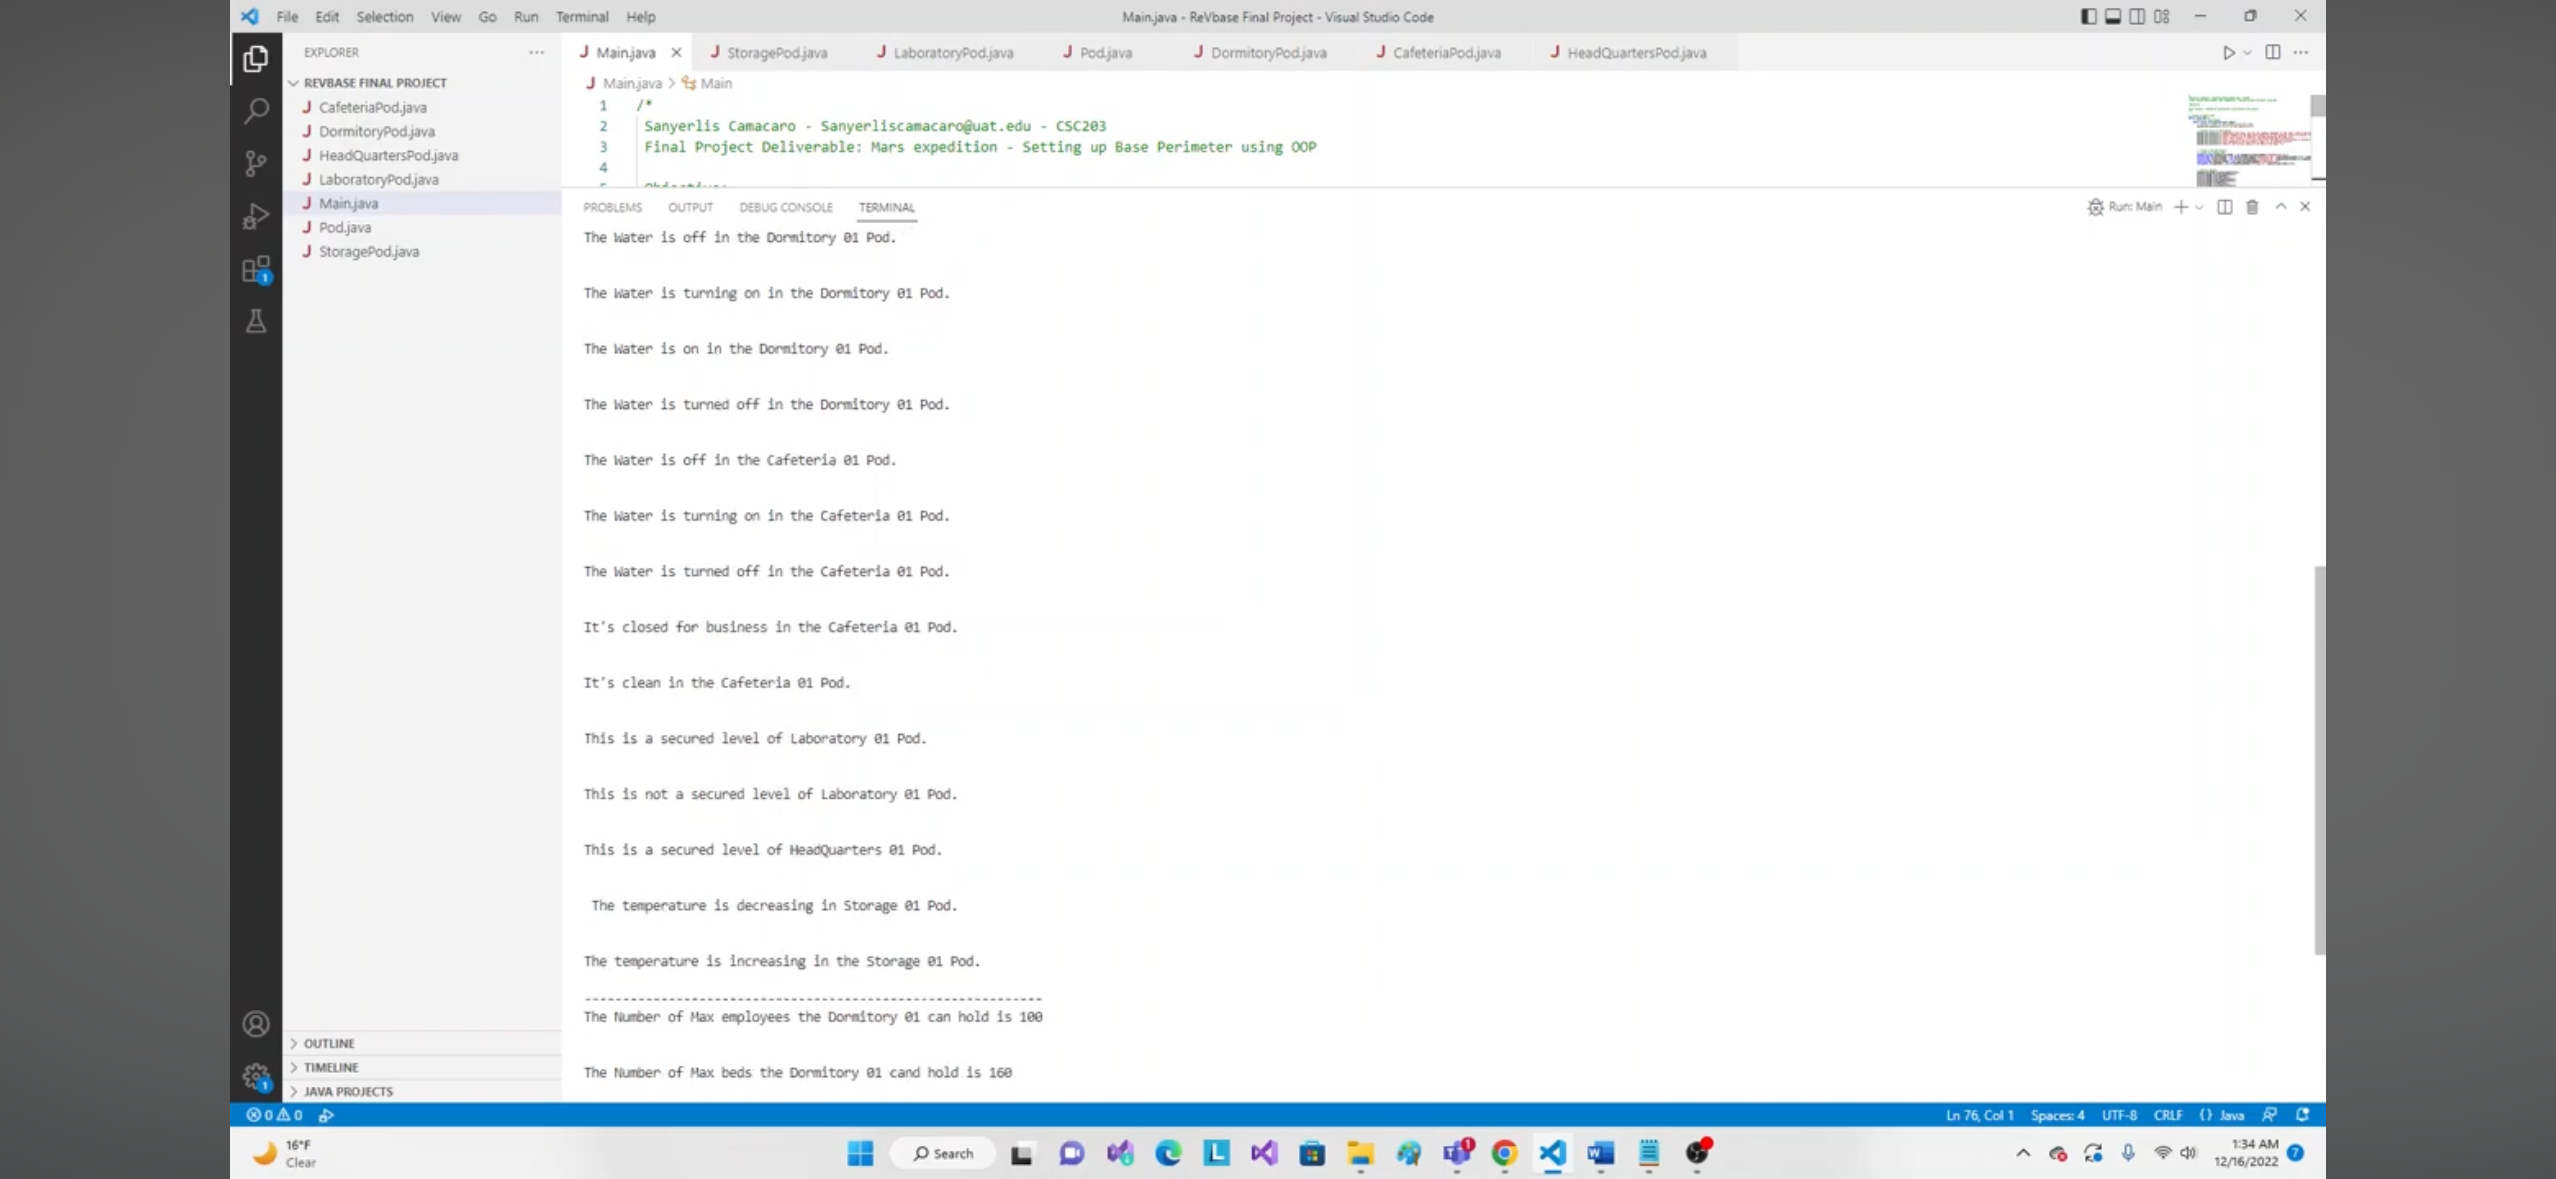 File Edit Selection View Go Run Terminal Help
Main.java - ReVbase Final Project - Visual Studio Code
EXPLORER
REVBASE FINAL PROJECT
CafeteriaPod.java
DormitoryPod.java
HeadQuartersPod.java
LaboratoryPod.java
Main.java
Pod.java
StoragePod.java
OUTLINE
TIMELINE
JAVA PROJECTS
Main.java StoragePod.java LaboratoryPod.java Pod.java DormitoryPod.java CafeteriaPod.java HeadQuartersPod.java
Main.java > Main
1 /*
2 Sanyerlis Camacaro - Sanyerliscamacaro@uat.edu - CSC203
3 Final Project Deliverable: Mars expedition - Setting up Base Perimeter using OOP
4
PROBLEMS OUTPUT DEBUG CONSOLE TERMINAL
Run: Main
The Water is off in the Dormitory 01 Pod.
The Water is turning on in the Dormitory 01 Pod.
The Water is on in the Dormitory 01 Pod.
The Water is turned off in the Dormitory 01 Pod.
The Water is off in the Cafeteria 01 Pod.
The Water is turning on in the Cafeteria 01 Pod.
The Water is turned off in the Cafeteria 01 Pod.
It's closed for business in the Cafeteria 01 Pod.
It's clean in the Cafeteria 01 Pod.
This is a secured level of Laboratory 01 Pod.
This is not a secured level of Laboratory 01 Pod.
This is a secured level of HeadQuarters 01 Pod.
The temperature is decreasing in Storage 01 Pod.
The temperature is increasing in the Storage 01 Pod.
------------------------------------------------------------
The Number of Max employees the Dormitory 01 can hold is 100
The Number of Max beds the Dormitory 01 cand hold is 160
0 0
Ln 76, Col 1 Spaces: 4 UTF-8 CRLF {} Java
16°F
Clear
Search
1:34 AM
12/16/2022
7